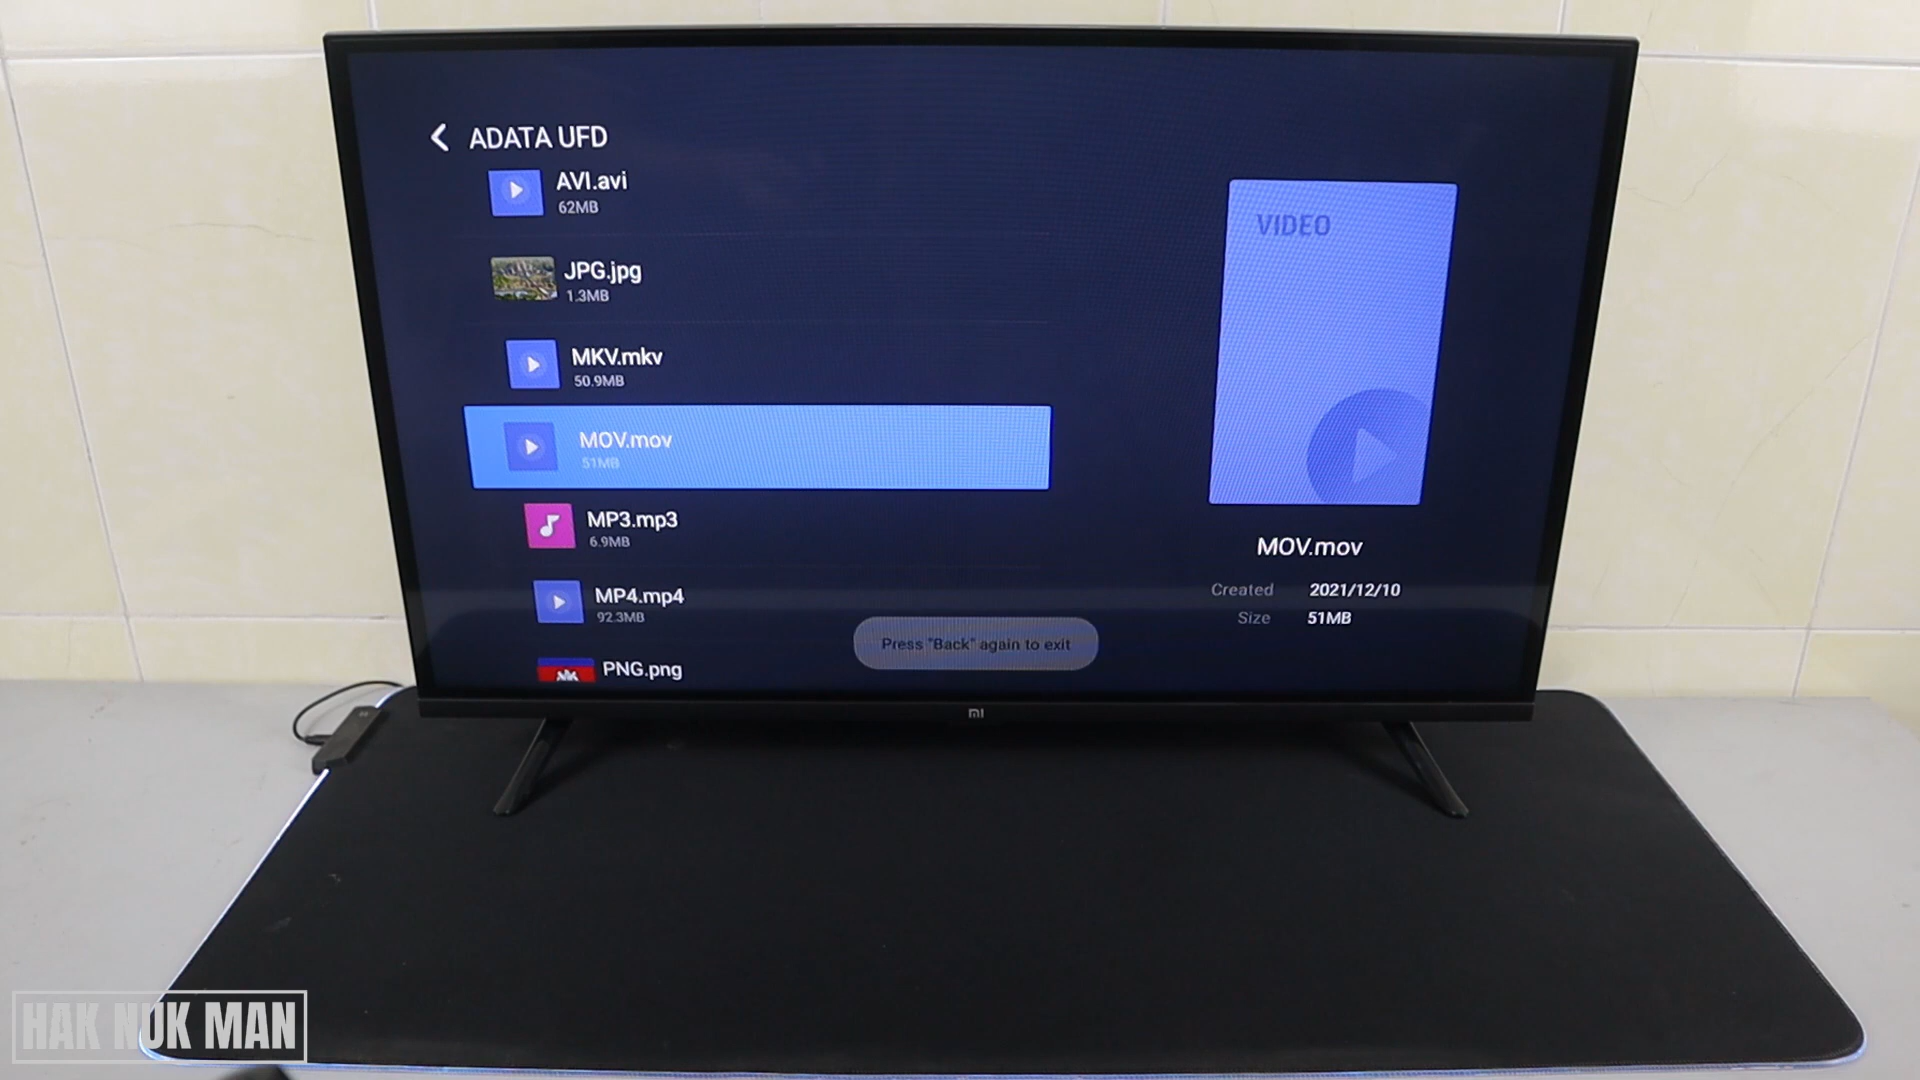 ADATA UFD
AVI.avi
62MB
JPG.jpg
1.3MB
MKV.mkv
50.9MB
MOV.mov
51MB
MP3.mp3
6.9MB
MP4.mp4
92.3MB
PNG.png
VIDEO
MOV.mov
Created 2021/12/10
Size 51MB
Press "Back" again to exit
mi
HAK NUK MAN